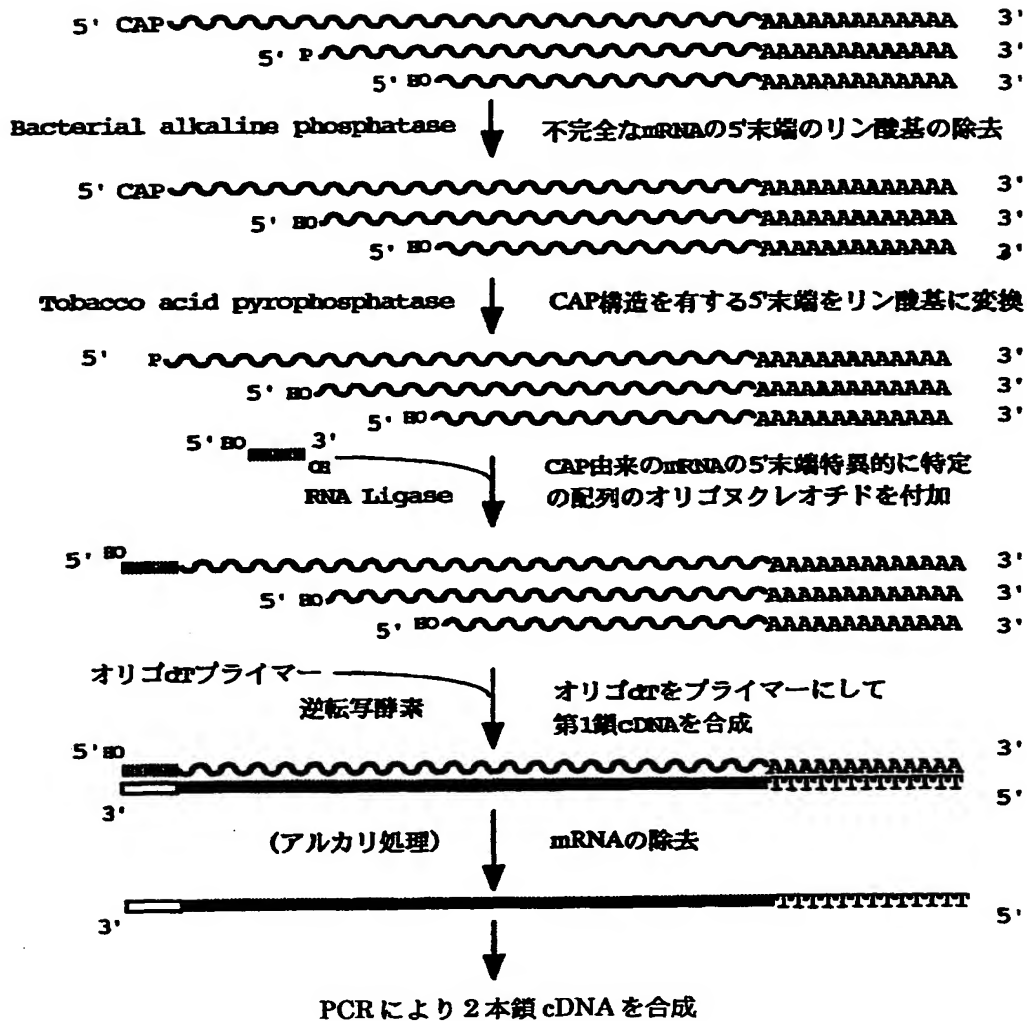 5' CAP AAAAAAAAAAAAA 3'
5' P AAAAAAAAAAAAA 3'
5' HO AAAAAAAAAAAAA 3'
Bacterial alkaline phosphatase 不完全なmRNAの5'末端のリン酸基の除去
5' CAP AAAAAAAAAAAAA 3'
5' HO AAAAAAAAAAAAA 3'
5' HO AAAAAAAAAAAAA 3'
Tobacco acid pyrophosphatase CAP構造を有する5'末端をリン酸基に変換
5' P AAAAAAAAAAAAA 3'
5' HO AAAAAAAAAAAAA 3'
5' HO AAAAAAAAAAAAA 3'
5' HO 3'
OH
RNA Ligase
CAP由来のmRNAの5'末端特異的に特定
の配列のオリゴヌクレオチドを付加
5' HO AAAAAAAAAAAAA 3'
5' HO AAAAAAAAAAAAA 3'
5' HO AAAAAAAAAAAAA 3'
オリゴdTプライマー
逆転写酵素
オリゴdTをプライマーにして
第1鎖cDNAを合成
5' HO AAAAAAAAAAAAA 3'
3' TTTTTTTTTTTTT 5'
(アルカリ処理) mRNAの除去
3' TTTTTTTTTTTTT 5'
PCRにより2本鎖cDNAを合成